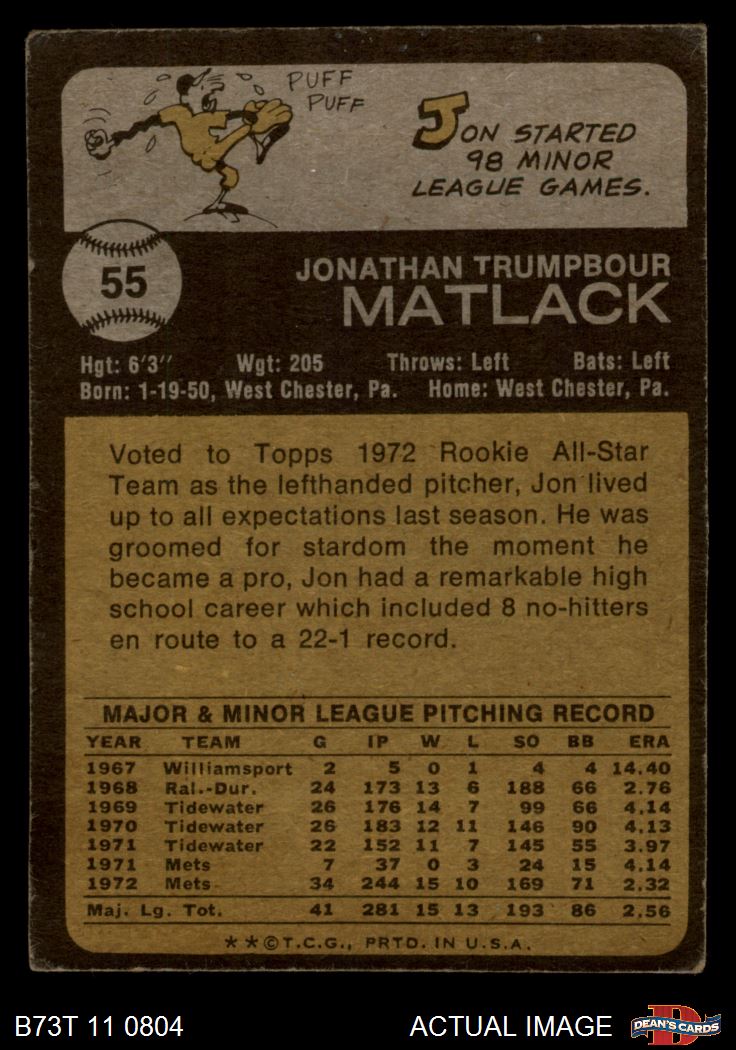 PUFF
PUFF
JON STARTED
98 MINOR
LEAGUE GAMES.
55
JONATHAN TRUMPBOUR
MATLACK
Hgt: 6'3" Wgt: 205 Throws: Left Bats: Left
Born: 1-19-50, West Chester, Pa. Home: West Chester, Pa.
Voted to Topps 1972 Rookie All-Star
Team as the lefthanded pitcher, Jon lived
up to all expectations last season. He was
groomed for stardom the moment he
became a pro, Jon had a remarkable high
school career which included 8 no-hitters
en route to a 22-1 record.
MAJOR & MINOR LEAGUE PITCHING RECORD
YEAR TEAM G IP W L SO BB ERA
1967 Williamsport 2 5 0 1 4 4 14.40
1968 Ral.-Dur. 24 173 13 6 188 66 2.76
1969 Tidewater 26 176 14 7 99 66 4.14
1970 Tidewater 26 183 12 11 146 90 4.13
1971 Tidewater 22 152 11 7 145 55 3.97
1971 Mets 7 37 0 3 24 15 4.14
1972 Mets 34 244 15 10 169 71 2.32
Maj. Lg. Tot. 41 281 15 13 193 86 2.56
* * © T.C.G., PRTD. IN U.S.A.
B73T 11 0804 ACTUAL IMAGE
DEAN'S CARDS